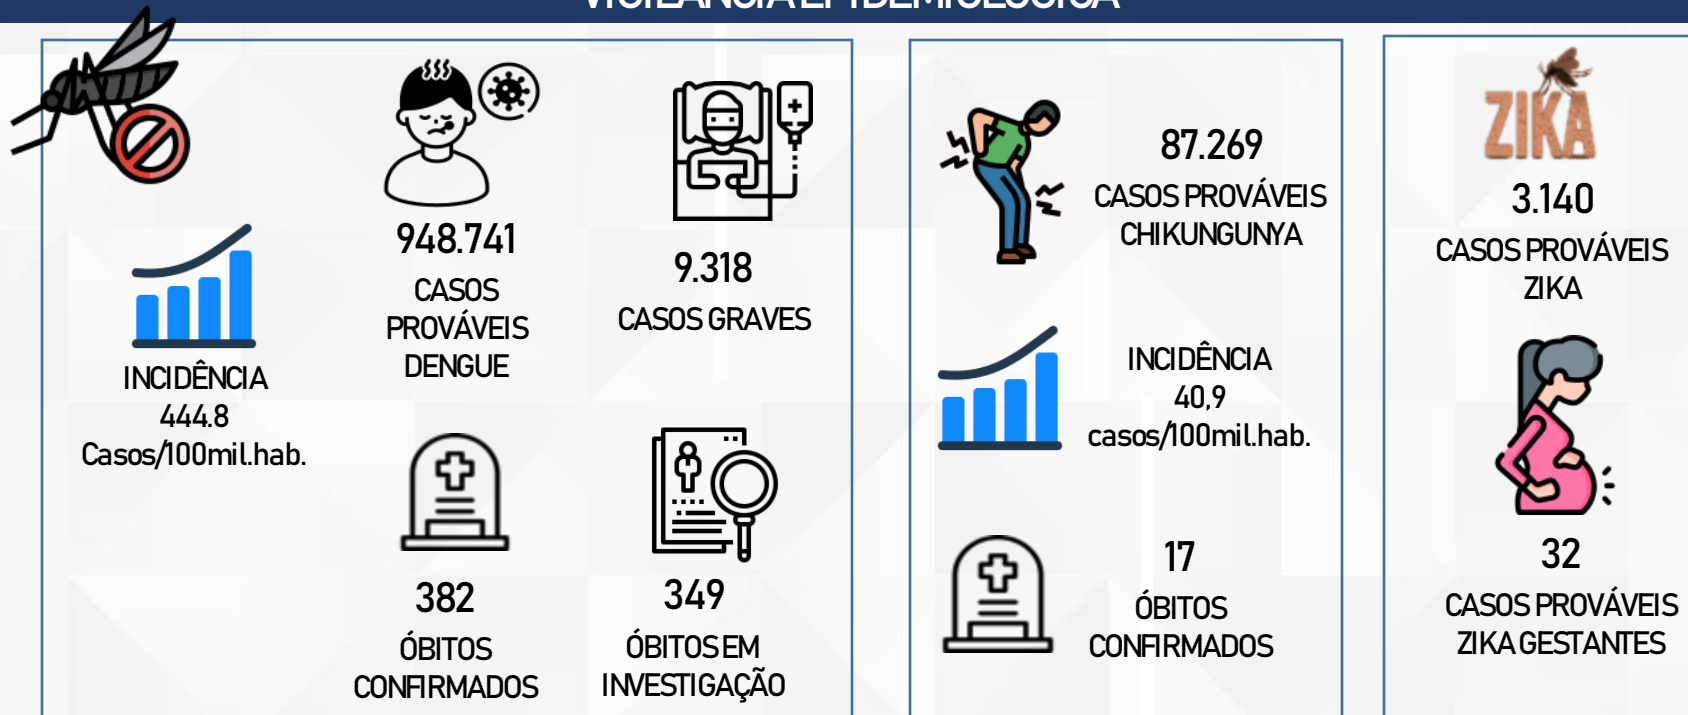 VIGILÂNCIA EPIDEMIOLÓGICA
948.741
CASOS
PROVÁVEIS
DENGUE
9.318
CASOS GRAVES
INCIDÊNCIA
444.8
Casos/100mil.hab.
382
ÓBITOS
CONFIRMADOS
349
ÓBITOS EM
INVESTIGAÇÃO
87.269
CASOS PROVÁVEIS
CHIKUNGUNYA
INCIDÊNCIA
40,9
casos/100mil.hab.
17
ÓBITOS
CONFIRMADOS
ZIKA
3.140
CASOS PROVÁVEIS
ZIKA
32
CASOS PROVÁVEIS
ZIKA GESTANTES